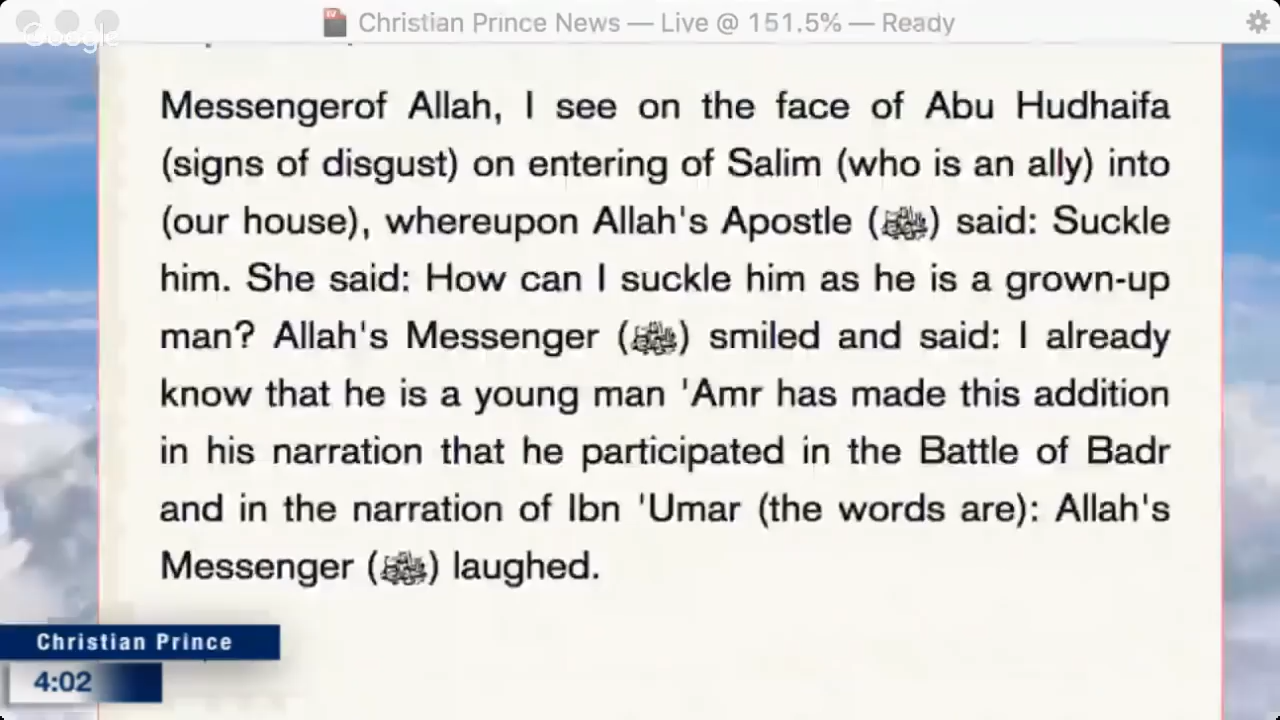 Christian Prince News — Live @ 151.5% — Ready
Google
Messengerof Allah, I see on the face of Abu Hudhaifa
(signs of disgust) on entering of Salim (who is an ally) into
(our house), whereupon Allah's Apostle (ﷺ) said: Suckle
him. She said: How can I suckle him as he is a grown-up
man? Allah's Messenger (ﷺ) smiled and said: I already
know that he is a young man 'Amr has made this addition
in his narration that he participated in the Battle of Badr
and in the narration of Ibn 'Umar (the words are): Allah's
Messenger (ﷺ) laughed.
Christian Prince
4:02